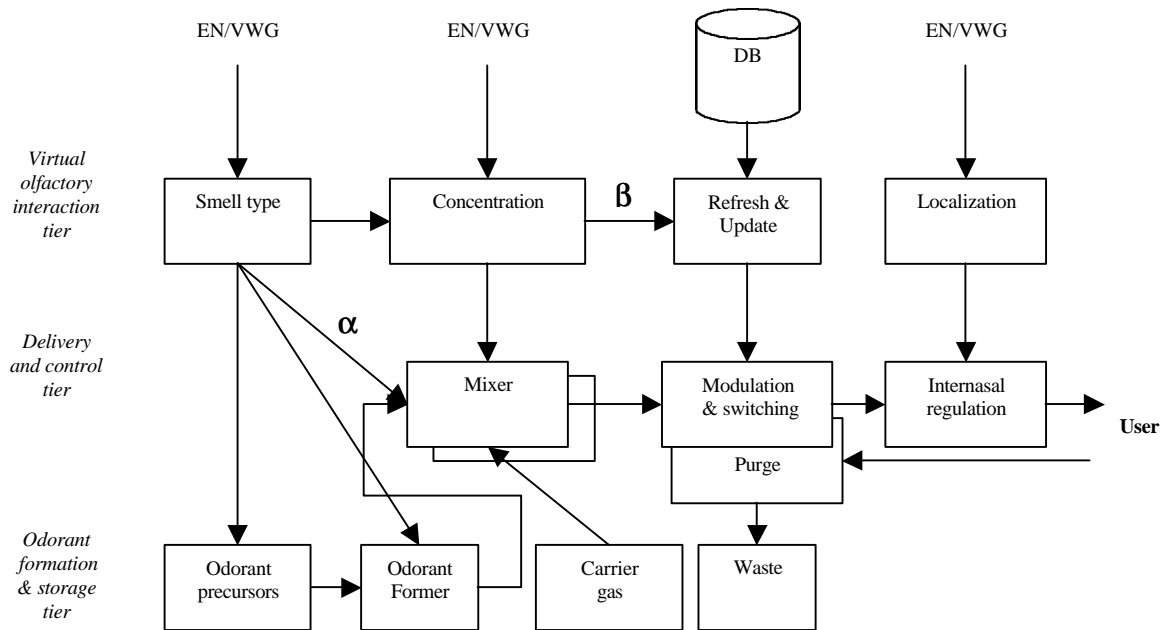 EN/VWG
EN/VWG
DB
EN/VWG
Virtual
olfactory
interaction
tier
Smell type
Concentration
β
Refresh &
Update
Localization
Delivery
and control
tier
α
Mixer
Modulation
& switching
Internasal
regulation
User
Purge
Odorant
formation
& storage
tier
Odorant
precursors
Odorant
Former
Carrier
gas
Waste